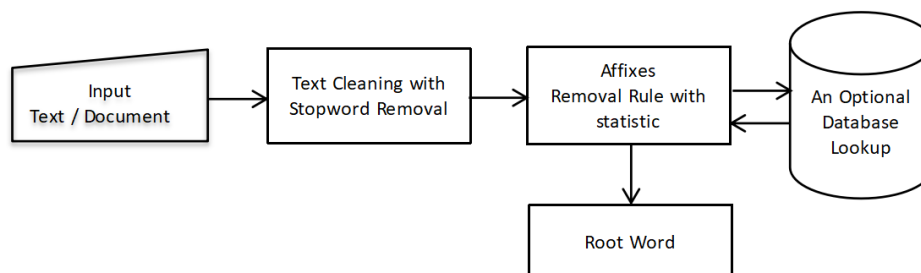 Input
Text / Document
Text Cleaning with
Stopword Removal
Affixes
Removal Rule with
statistic
An Optional
Database
Lookup
Root Word